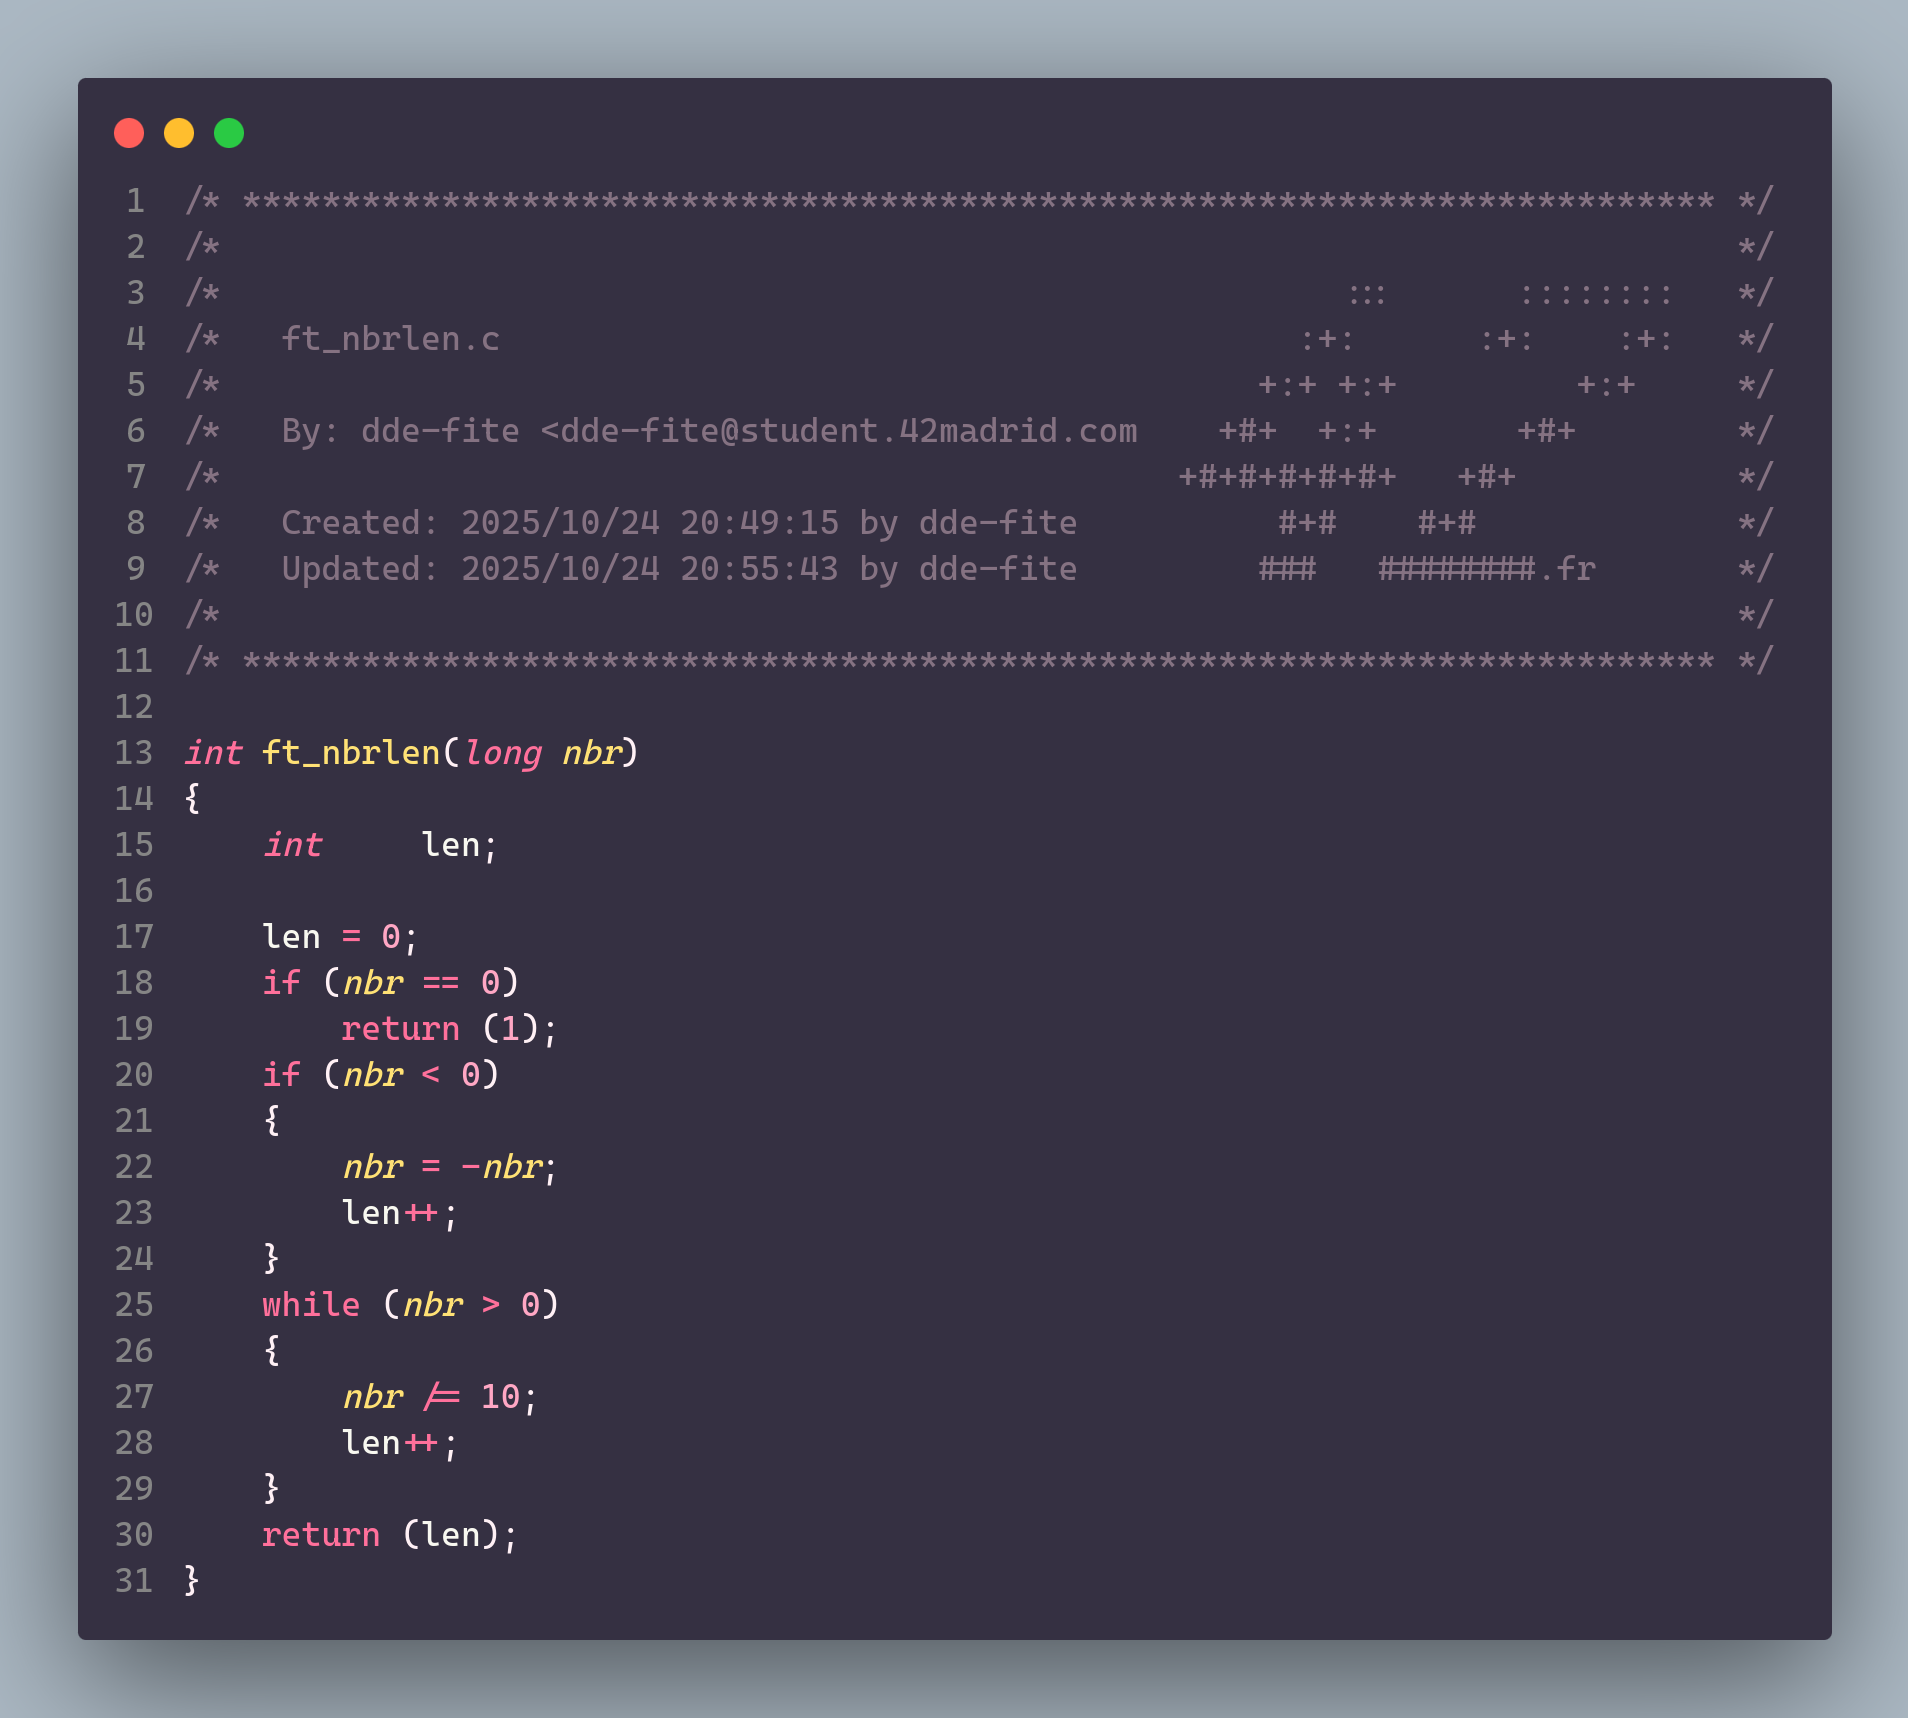 1 /* ************************************************************************** */
2 /*                                                                            */
3 /*                                                        :::      ::::::::   */
4 /*   ft_nbrlen.c                                        :+:      :+:    :+:   */
5 /*                                                    +:+ +:+         +:+     */
6 /*   By: dde-fite <dde-fite@student.42madrid.com    +#+  +:+       +#+        */
7 /*                                                +#+#+#+#+#+   +#+           */
8 /*   Created: 2025/10/24 20:49:15 by dde-fite          #+#    #+#             */
9 /*   Updated: 2025/10/24 20:55:43 by dde-fite         ###   ########.fr       */
10 /*                                                                            */
11 /* ************************************************************************** */
12
13 int ft_nbrlen(long nbr)
14 {
15     int     len;
16
17     len = 0;
18     if (nbr == 0)
19         return (1);
20     if (nbr < 0)
21     {
22         nbr = -nbr;
23         len++;
24     }
25     while (nbr > 0)
26     {
27         nbr /= 10;
28         len++;
29     }
30     return (len);
31 }